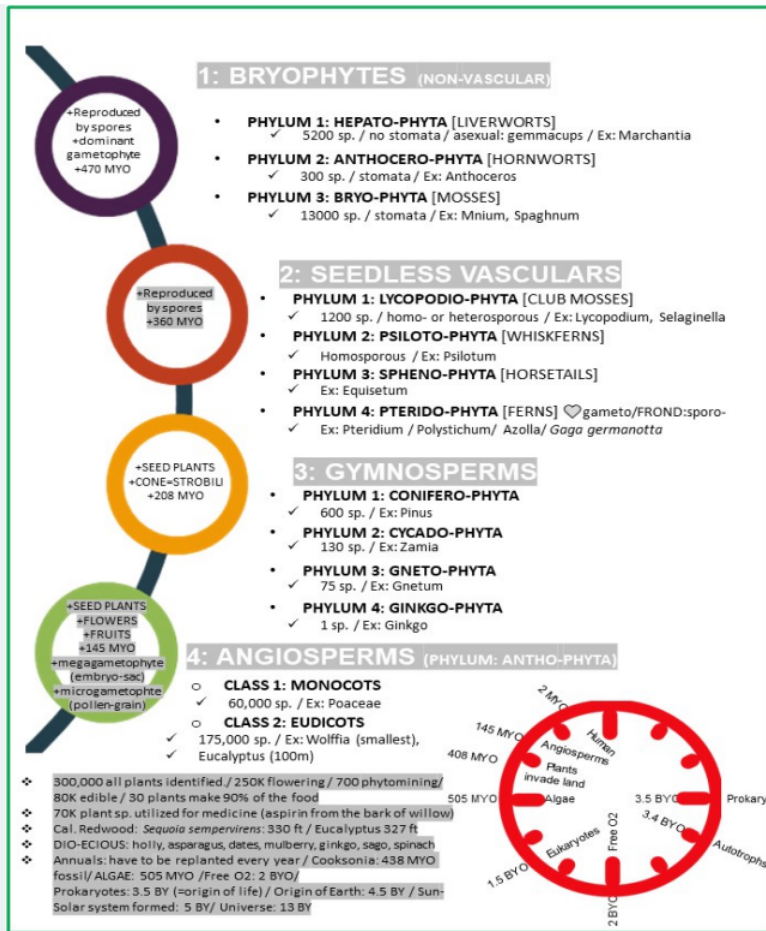 1: BRYOPHYTES (NON-VASCULAR)
+Reproduced
by spores
+dominant
gametophyte
+470 MYO
• PHYLUM 1: HEPATO-PHYTA [LIVERWORTS]
✓ 5200 sp. / no stomata / asexual: gemmacups / Ex: Marchantia
• PHYLUM 2: ANTHOCERO-PHYTA [HORNWORTS]
✓ 300 sp. / stomata / Ex: Anthoceros
• PHYLUM 3: BRYO-PHYTA [MOSSES]
✓ 13000 sp. / stomata / Ex: Mnium, Spaghnum
2: SEEDLESS VASCULARS
+Reproduced
by spores
+360 MYO
• PHYLUM 1: LYCOPODIO-PHYTA [CLUB MOSSES]
✓ 1200 sp. / homo- or heterosporous / Ex: Lycopodium, Selaginella
• PHYLUM 2: PSILOTO-PHYTA [WHISKFERNS]
✓ Homosporous / Ex: Psilotum
• PHYLUM 3: SPHENO-PHYTA [HORSETAILS]
✓ Ex: Equisetum
• PHYLUM 4: PTERIDO-PHYTA [FERNS] ♡gameto/FROND:sporo-
✓ Ex: Pteridium / Polystichum/ Azolla/ Gaga germanotta
3: GYMNOSPERMS
+SEED PLANTS
+CONE=STROBILI
+208 MYO
• PHYLUM 1: CONIFERO-PHYTA
✓ 600 sp. / Ex: Pinus
• PHYLUM 2: CYCADO-PHYTA
✓ 130 sp. / Ex: Zamia
• PHYLUM 3: GNETO-PHYTA
✓ 75 sp. / Ex: Gnetum
• PHYLUM 4: GINKGO-PHYTA
✓ 1 sp. / Ex: Ginkgo
4: ANGIOSPERMS (PHYLUM: ANTHO-PHYTA)
+SEED PLANTS
+FLOWERS
+FRUITS
+145 MYO
+megagametophyte
(embryo-sac)
+microgametophte
(pollen-grain)
o CLASS 1: MONOCOTS
✓ 60,000 sp. / Ex: Poaceae
o CLASS 2: EUDICOTS
✓ 175,000 sp. / Ex: Wolffia (smallest),
✓ Eucalyptus (100m)
❖ 300,000 all plants identified./ 250K flowering / 700 phytomining/
80K edible / 30 plants make 90% of the food
❖ 70K plant sp. utilized for medicine (aspirin from the bark of willow)
❖ Cal. Redwood: Sequoia sempervirens: 330 ft / Eucalyptus 327 ft
❖ DIO-ECIOUS: holly, asparagus, dates, mulberry, ginkgo, sago, spinach
❖ Annuals: have to be replanted every year / Cooksonia: 438 MYO
fossil/ ALGAE: 505 MYO /Free O2: 2 BYO/
Prokaryotes: 3.5 BY (=origin of life) / Origin of Earth: 4.5 BY / Sun-
Solar system formed: 5 BY/ Universe: 13 BY
2 MYO
Human
145 MYO
Angiosperms
408 MYO
Plants
invade land
505 MYO
Algae
3.5 BYO
Prokary
3.4 BYO
Autotrophs
1.5 BYO
Eukaryotes
Free O2
2 BYO